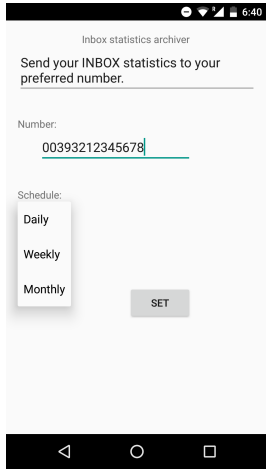 6:40
Inbox statistics archiver
Send your INBOX statistics to your
preferred number.
Number:
00393212345678
Schedule:
Daily
Weekly
Monthly
SET